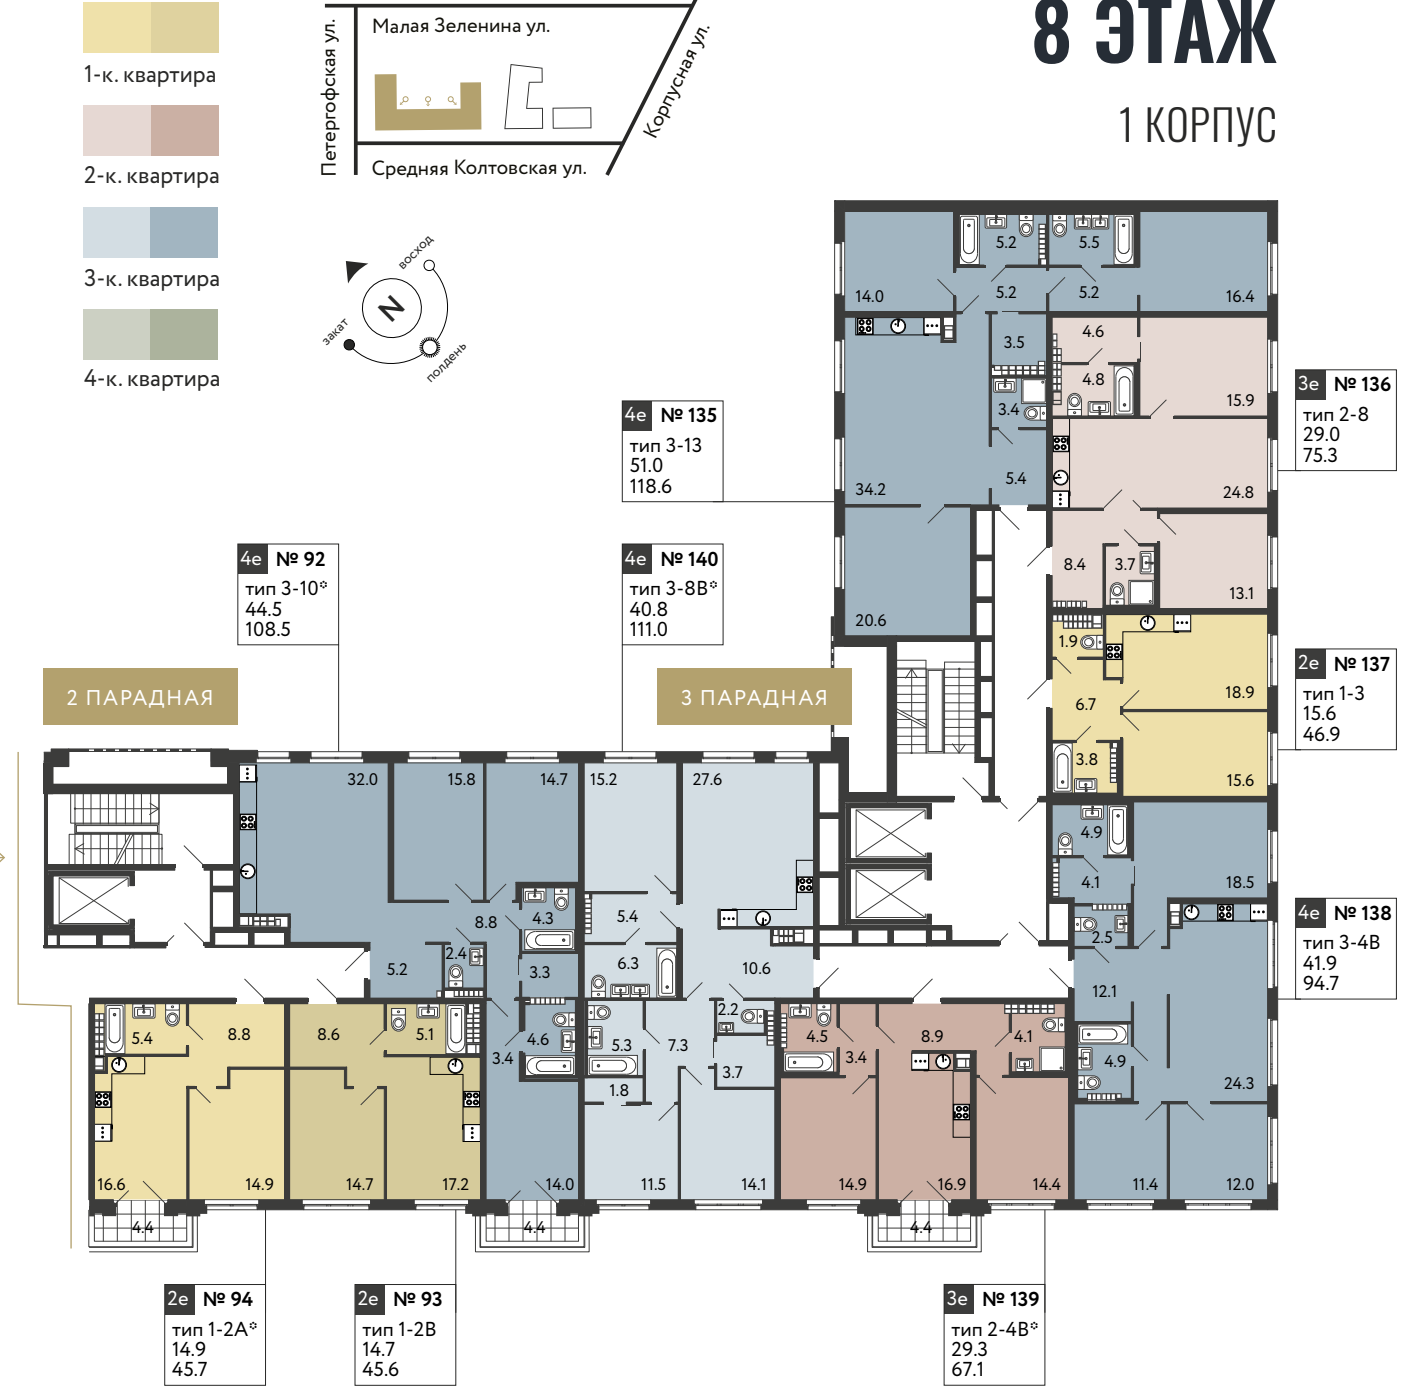 8 ЭТАЖ
1 КОРПУС
1-к. квартира
2-к. квартира
3-к. квартира
4-к. квартира
Петергофская ул.
Малая Зеленина ул.
Корпусная ул.
Средняя Колтовская ул.
восход
N
закат
полдень
4е № 135
тип 3-13
51.0
118.6
3е № 136
тип 2-8
29.0
75.3
4е № 92
тип 3-10*
44.5
108.5
4е № 140
тип 3-8В*
40.8
111.0
2е № 137
тип 1-3
15.6
46.9
2 ПАРАДНАЯ
3 ПАРАДНАЯ
4е № 138
тип 3-4В
41.9
94.7
5.2
5.5
14.0
5.2
5.2
16.4
3.5
4.6
4.8
15.9
3.4
34.2
5.4
24.8
8.4
3.7
13.1
20.6
1.9
18.9
6.7
3.8
15.6
32.0
15.8
14.7
15.2
27.6
4.9
4.1
18.5
8.8
4.3
5.4
2.5
5.2
2.4
3.3
6.3
10.6
12.1
5.4
8.8
8.6
5.1
3.4
4.6
5.3
7.3
2.2
4.5
3.4
8.9
4.1
4.9
24.3
1.8
3.7
16.6
14.9
14.7
17.2
14.0
11.5
14.1
14.9
16.9
14.4
11.4
12.0
4.4
4.4
4.4
2е № 94
тип 1-2А*
14.9
45.7
2е № 93
тип 1-2В
14.7
45.6
3е № 139
тип 2-4В*
29.3
67.1